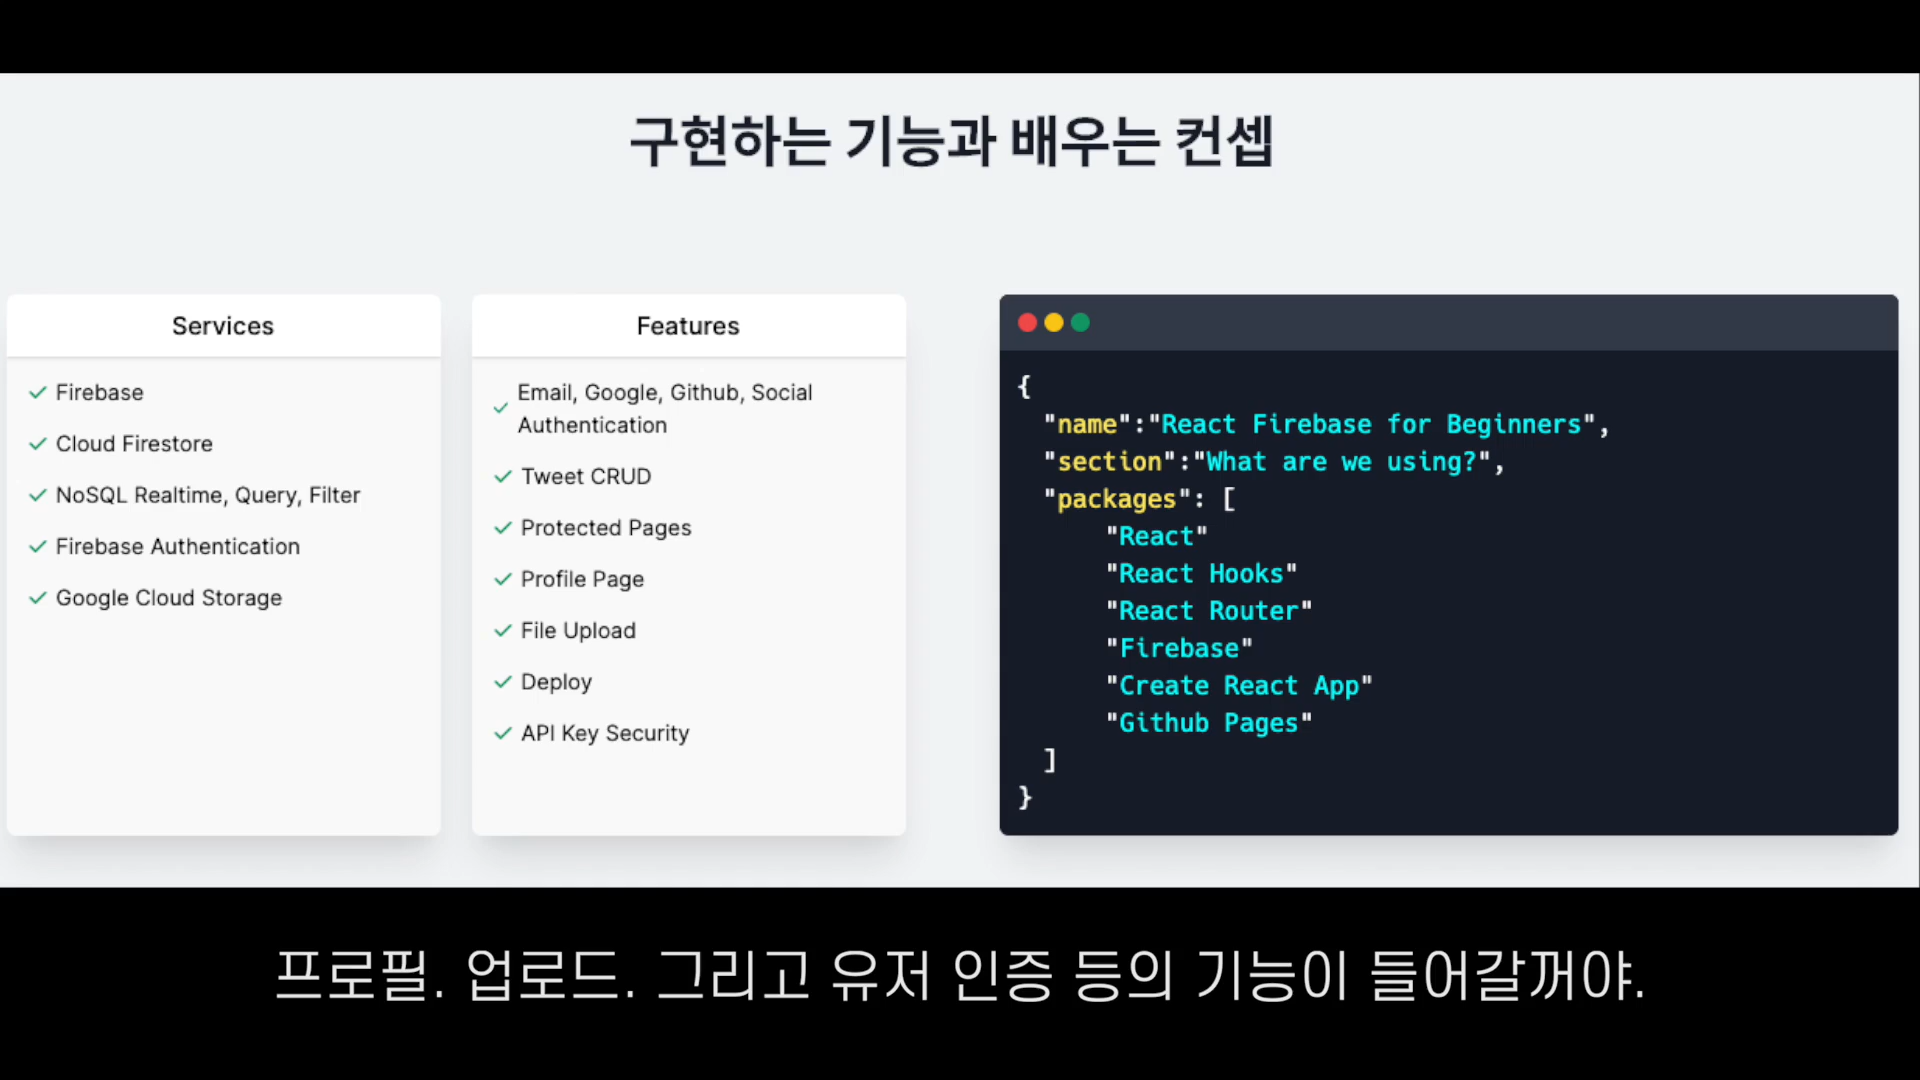 구현하는 기능과 배우는 컨셉
Services
Firebase
Cloud Firestore
NoSQL Realtime, Query, Filter
Firebase Authentication
Google Cloud Storage
Features
Email, Google, Github, Social
Authentication
Tweet CRUD
Protected Pages
Profile Page
File Upload
Deploy
API Key Security
{
"name":"React Firebase for Beginners",
"section":"What are we using?",
"packages": [
"React"
"React Hooks"
"React Router"
"Firebase"
"Create React App"
"Github Pages"
]
}
프로필. 업로드. 그리고 유저 인증 등의 기능이 들어갈꺼야.